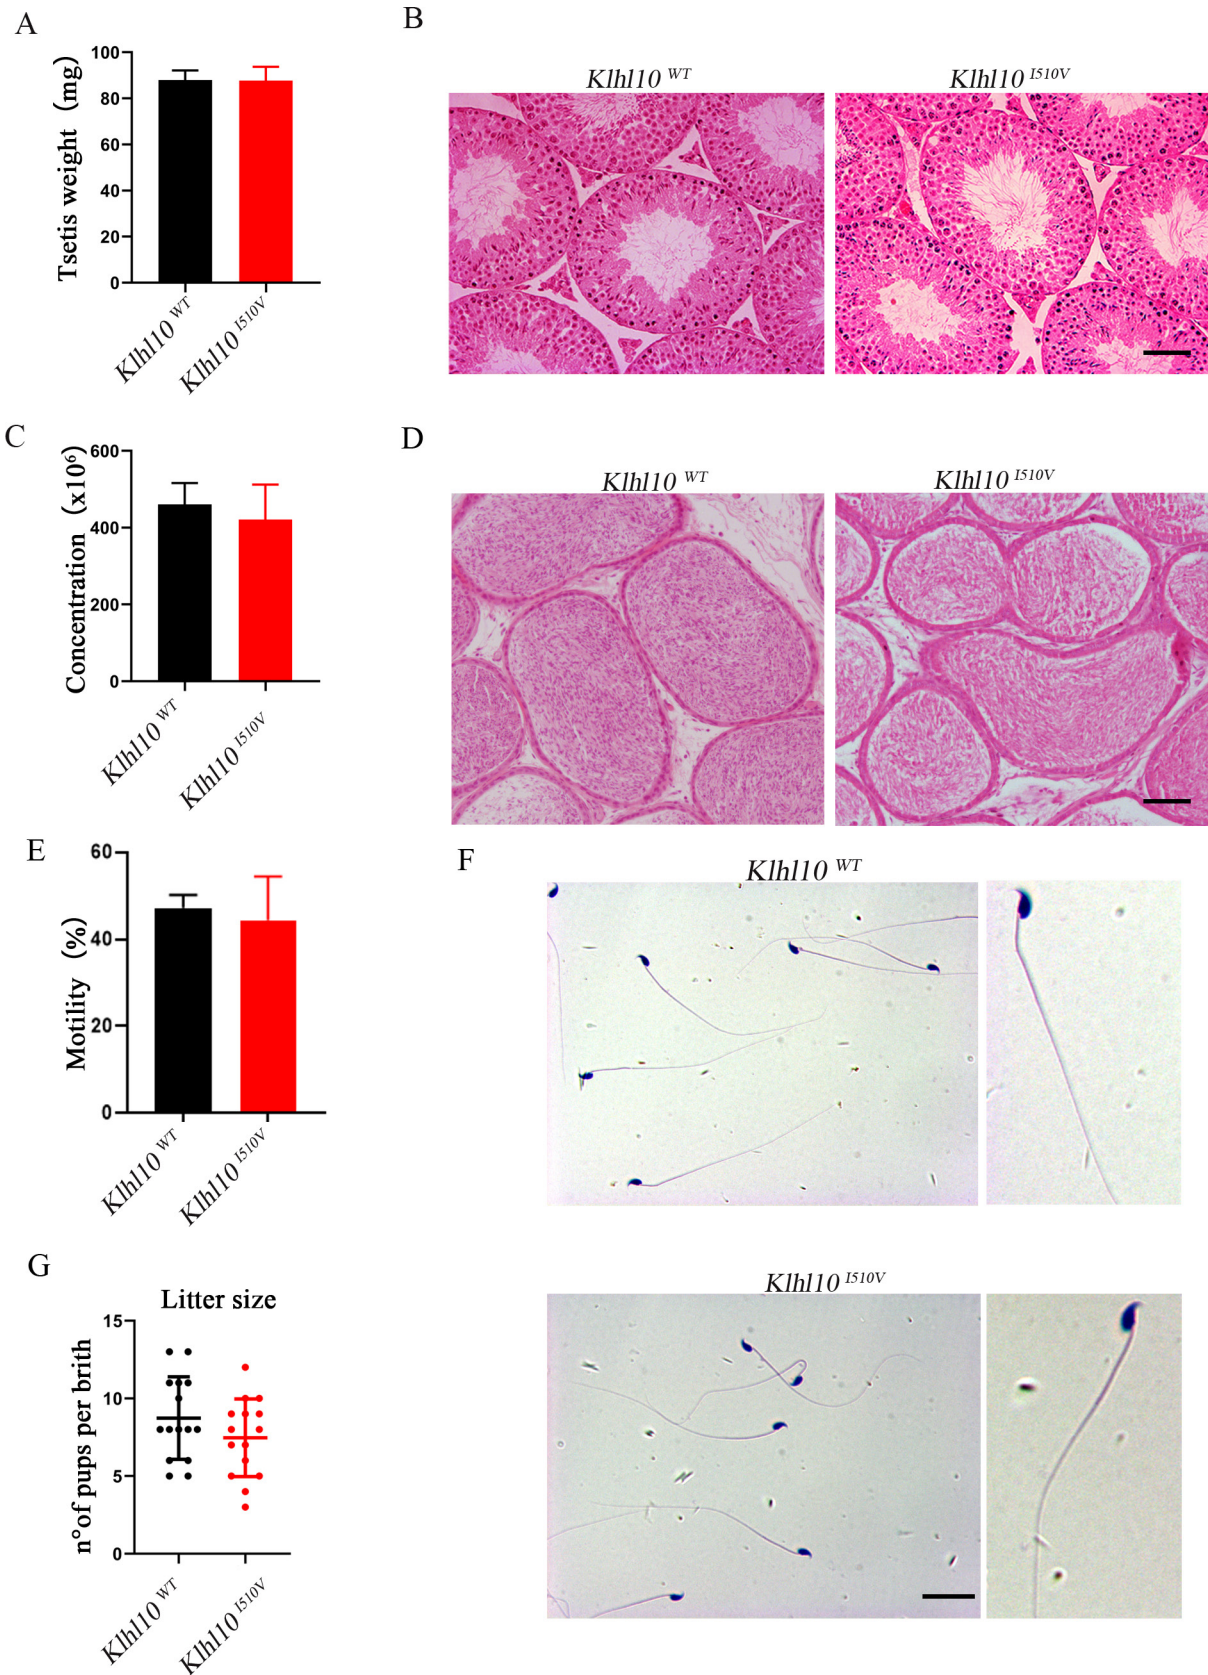 A
Tsetis weight (mg)
100
80
60
40
20
0
Klhl10 WT
Klhl10 I510V
B
Klhl10 WT
Klhl10 I510V
C
Concentration (x10⁶)
600
400
200
0
Klhl10 WT
Klhl10 I510V
D
Klhl10 WT
Klhl10 I510V
E
Motility (%)
60
40
20
0
Klhl10 WT
Klhl10 I510V
F
Klhl10 WT
Klhl10 I510V
G
Litter size
n°of pups per brith
15
10
5
0
Klhl10 WT
Klhl10 I510V